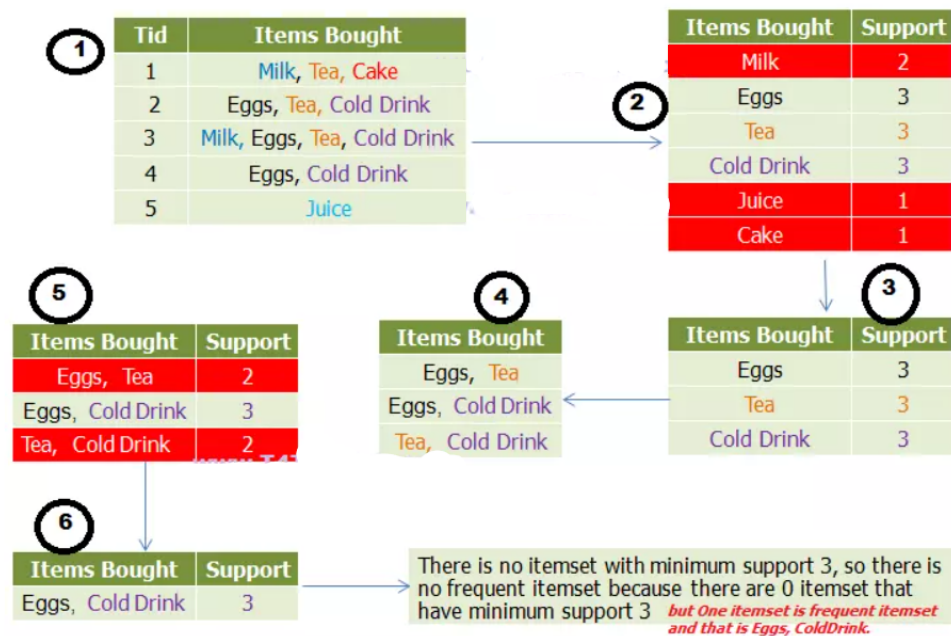 1
Tid Items Bought
1 Milk, Tea, Cake
2 Eggs, Tea, Cold Drink
3 Milk, Eggs, Tea, Cold Drink
4 Eggs, Cold Drink
5 Juice
2
Items Bought Support
Milk 2
Eggs 3
Tea 3
Cold Drink 3
Juice 1
Cake 1
3
Items Bought Support
Eggs 3
Tea 3
Cold Drink 3
4
Items Bought
Eggs, Tea
Eggs, Cold Drink
Tea, Cold Drink
5
Items Bought Support
Eggs, Tea 2
Eggs, Cold Drink 3
Tea, Cold Drink 2
6
Items Bought Support
Eggs, Cold Drink 3
There is no itemset with minimum support 3, so there is
no frequent itemset because there are 0 itemset that
have minimum support 3 but One itemset is frequent itemset
and that is Eggs, ColdDrink.